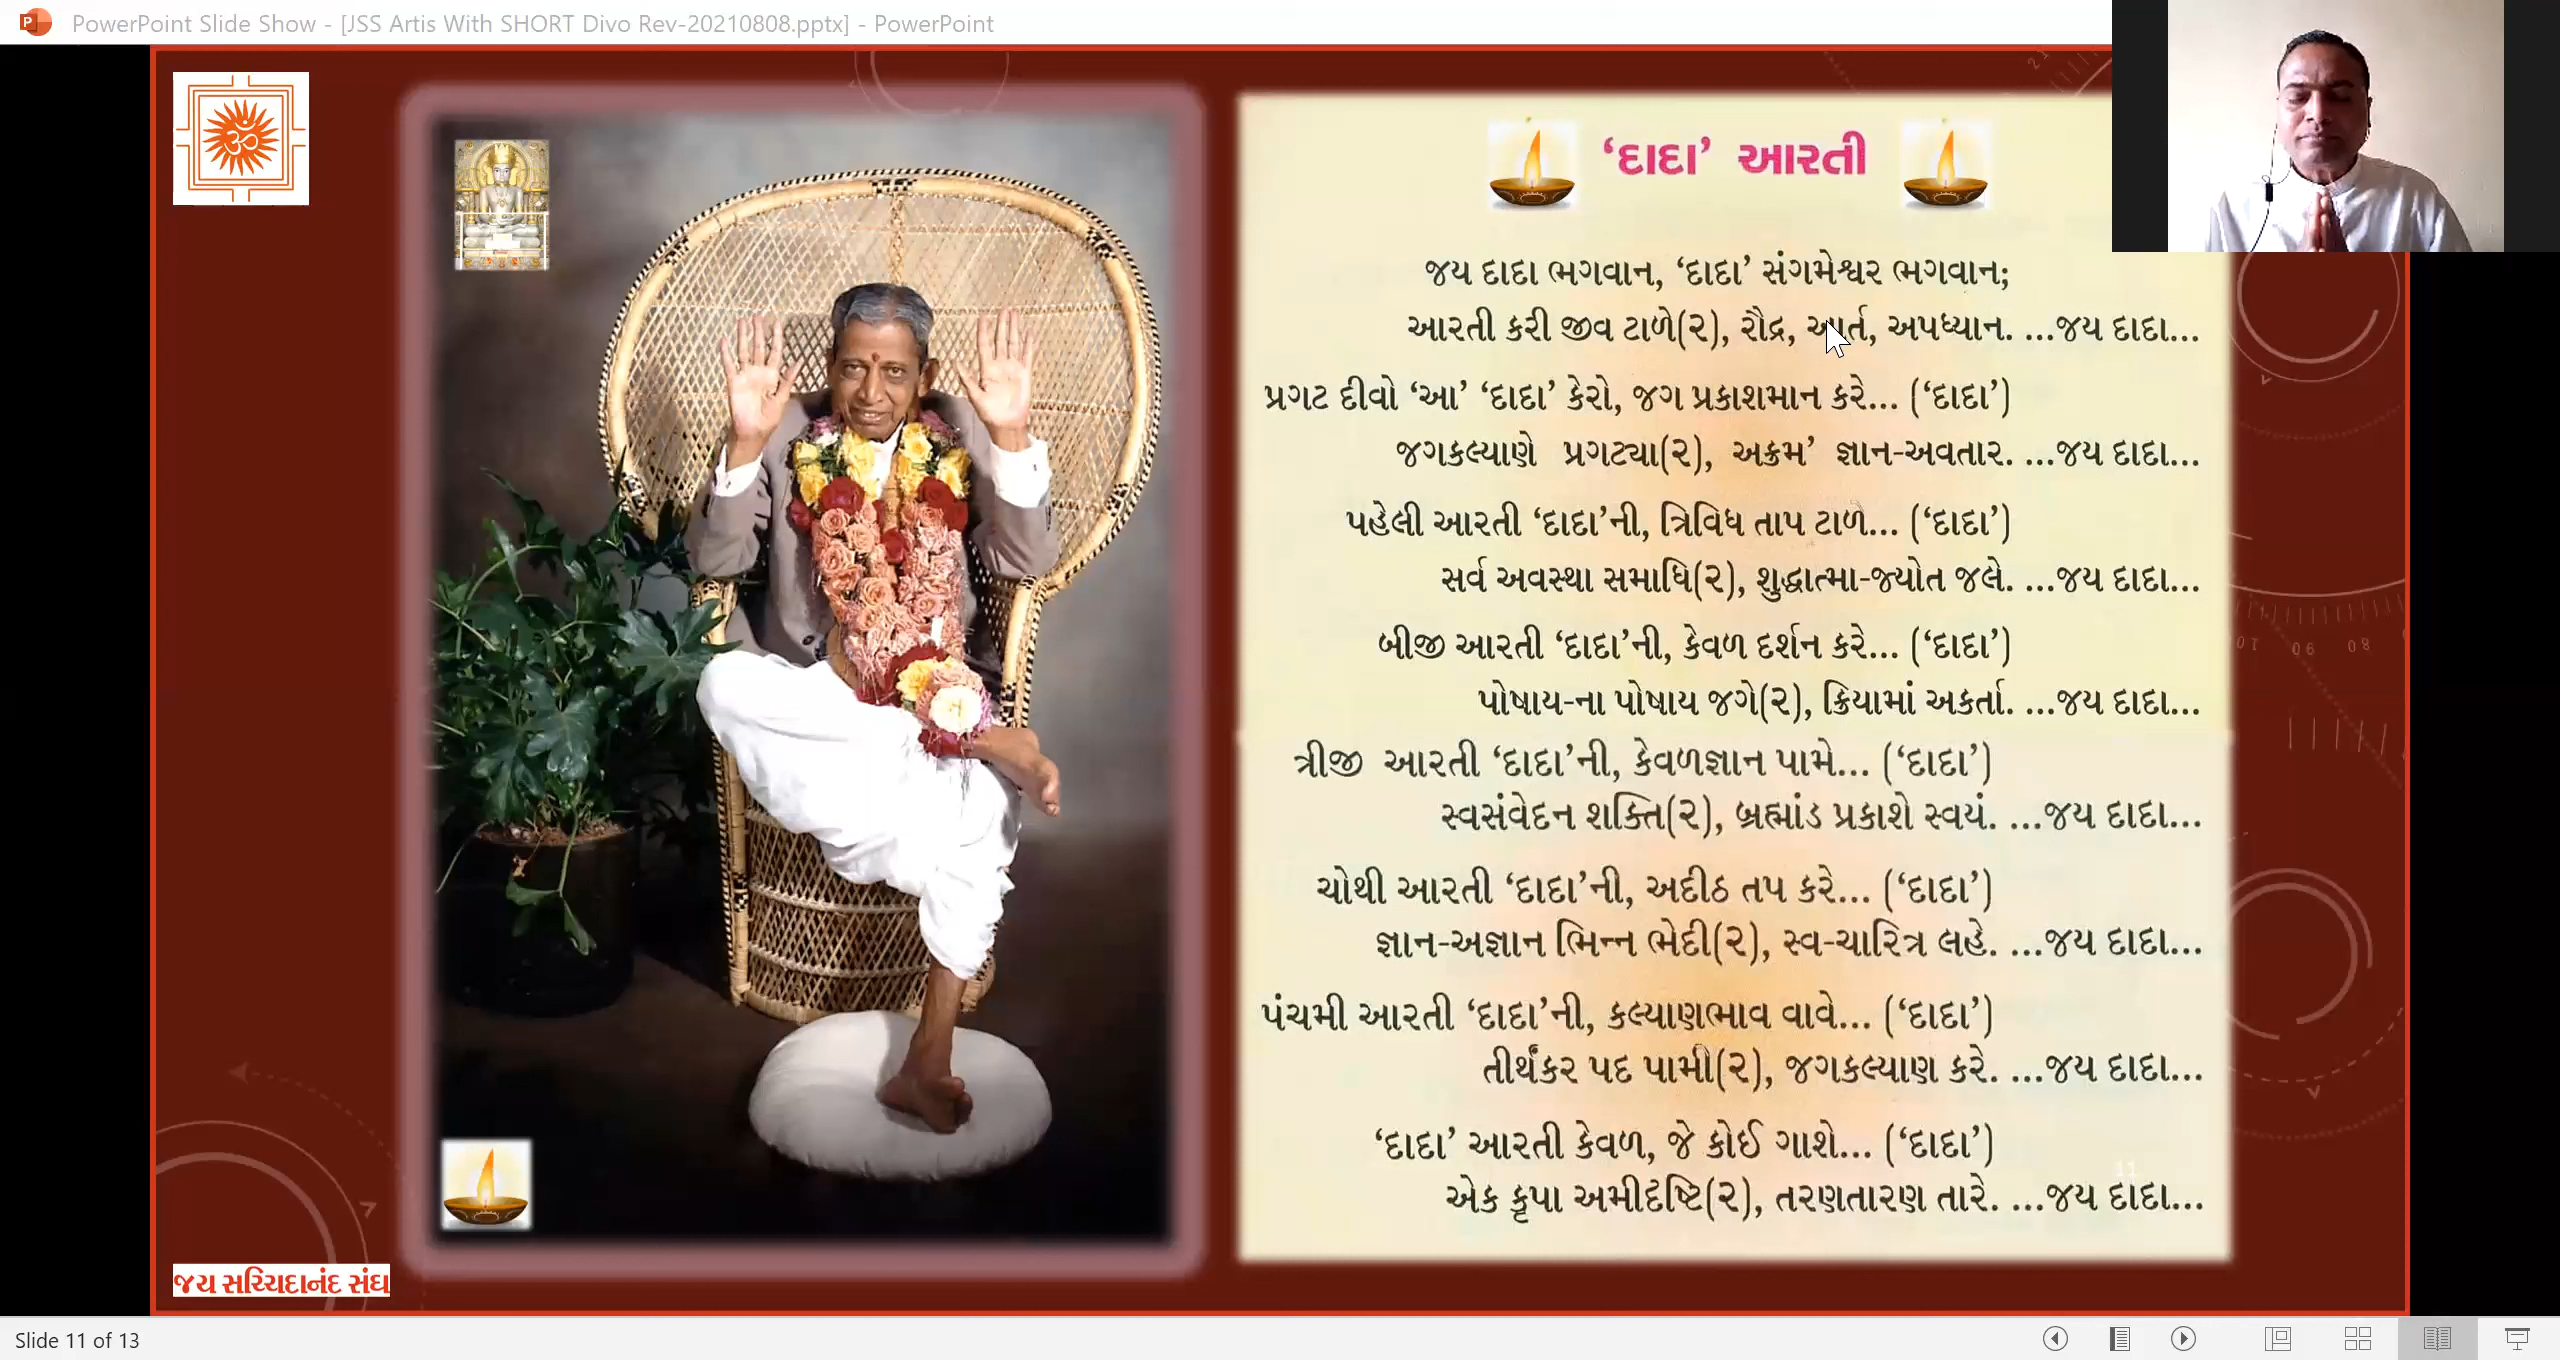 PowerPoint Slide Show - [JSS Artis With SHORT Divo Rev-20210808.pptx] - PowerPoint
‘દાદા’ આરતી
જય દાદા ભગવાન, ‘દાદા’ સંગમેશ્વર ભગવાન;
આરતી કરી જીવ ટાળે(૨), રૌદ્ર, આર્ત, અપધ્યાન. ...જય દાદા...
પ્રગટ દીવો ‘આ’ ‘દાદા’ કેરો, જગ પ્રકાશમાન કરે... (‘દાદા’)
જગકલ્યાણે પ્રગટ્યા(૨), અક્રમ’ જ્ઞાન-અવતાર. ...જય દાદા...
પહેલી આરતી ‘દાદા’ની, ત્રિવિધ તાપ ટાળે... (‘દાદા’)
સર્વ અવસ્થા સમાધિ(૨), શુદ્ધાત્મા-જ્યોત જલે. ...જય દાદા...
બીજી આરતી ‘દાદા’ની, કેવળ દર્શન કરે... (‘દાદા’)
પોષાય-ના પોષાય જગે(૨), ક્રિયામાં અકર્તા. ...જય દાદા...
ત્રીજી આરતી ‘દાદા’ની, કેવળજ્ઞાન પામે... (‘દાદા’)
સ્વસંવેદન શક્તિ(૨), બ્રહ્માંડ પ્રકાશે સ્વયં. ...જય દાદા...
ચોથી આરતી ‘દાદા’ની, અદીઠ તપ કરે... (‘દાદા’)
જ્ઞાન-અજ્ઞાન ભિન્ન ભેદી(૨), સ્વ-ચારિત્ર લહે. ...જય દાદા...
પંચમી આરતી ‘દાદા’ની, કલ્યાણભાવ વાવે... (‘દાદા’)
તીર્થંકર પદ પામી(૨), જગકલ્યાણ કરે. ...જય દાદા...
‘દાદા’ આરતી કેવળ, જે કોઈ ગાશે... (‘દાદા’)
11
એક કૃપા અમીદૃષ્ટિ(૨), તરણતારણ તારે. ...જય દાદા...
જય સચ્ચિદાનંદ સંઘ
Slide 11 of 13